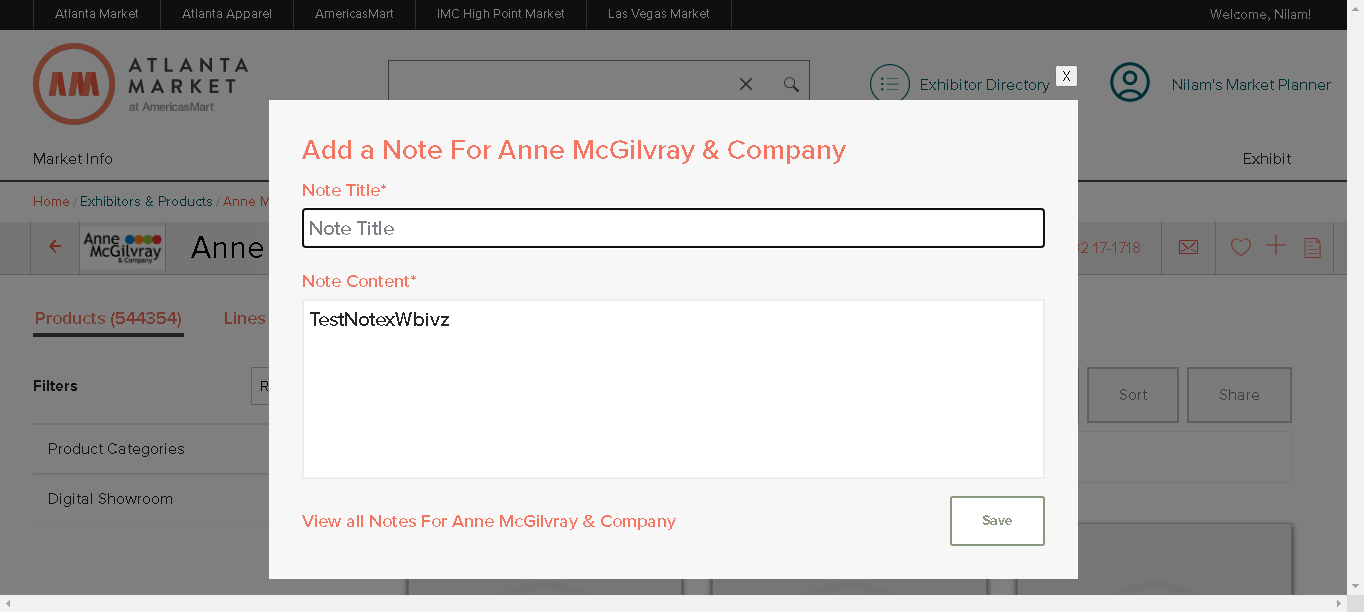 Atlanta Market Atlanta Apparel AmericasMart IMC High Point Market Las Vegas Market Welcome, Nilam!
AM ATLANTA
MARKET
at AmericasMart
Exhibitor Directory X Nilam's Market Planner
Market Info Exhibit
Home / Exhibitors & Products / Anne M
Anne
McGilvray
& Company
Anne
2 17-1718
Products (544354) Lines
Filters
R
Sort Share
Product Categories
Digital Showroom
Add a Note For Anne McGilvray & Company
Note Title*
Note Title
Note Content*
TestNotexWbivz
View all Notes For Anne McGilvray & Company
Save